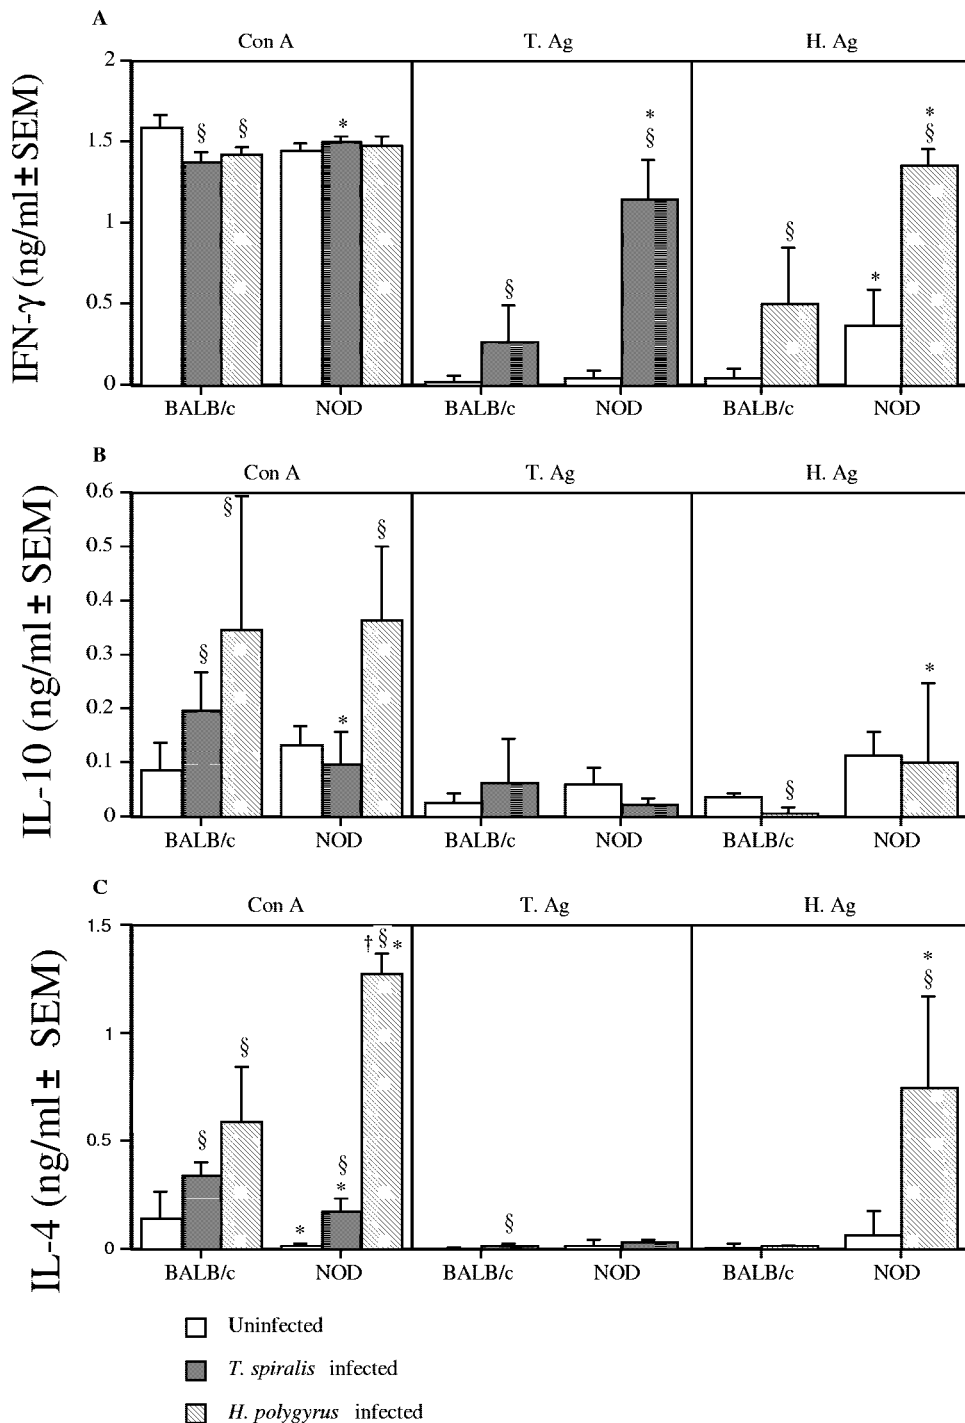 A
Con A T. Ag H. Ag
IFN-γ (ng/ml ± SEM)
2
1.5
1
0.5
0
§ § * * § § * * §
BALB/c NOD BALB/c NOD BALB/c NOD
B
Con A T. Ag H. Ag
IL-10 (ng/ml ± SEM)
0.6
0.5
0.4
0.3
0.2
0.1
0
§ § * § § *
BALB/c NOD BALB/c NOD BALB/c NOD
C
Con A T. Ag H. Ag
IL-4 (ng/ml ± SEM)
1.5
1
0.5
0
§ § * § * † § * § * §
BALB/c NOD BALB/c NOD BALB/c NOD
Uninfected
T. spiralis infected
H. polygyrus infected